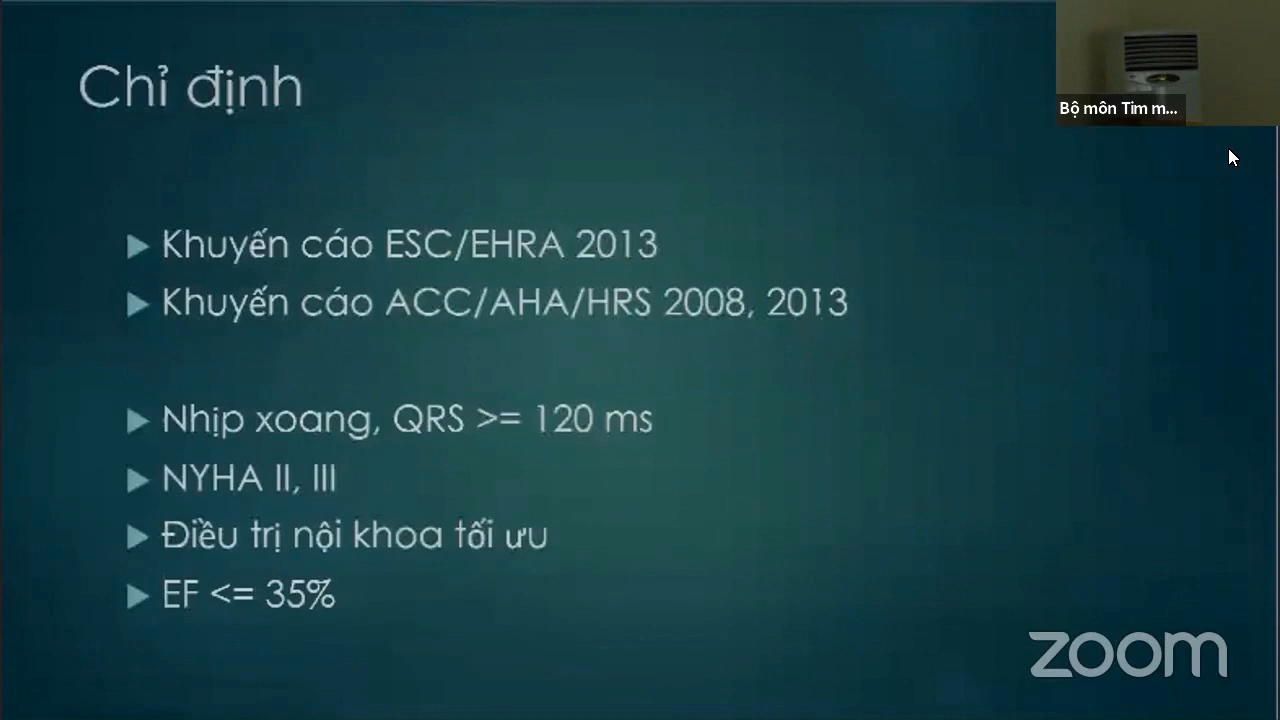 Chỉ định
Bộ môn Tim m...
Khuyến cáo ESC/EHRA 2013
Khuyến cáo ACC/AHA/HRS 2008, 2013
Nhịp xoang, QRS >= 120 ms
NYHA II, III
Điều trị nội khoa tối ưu
EF <= 35%
zoom